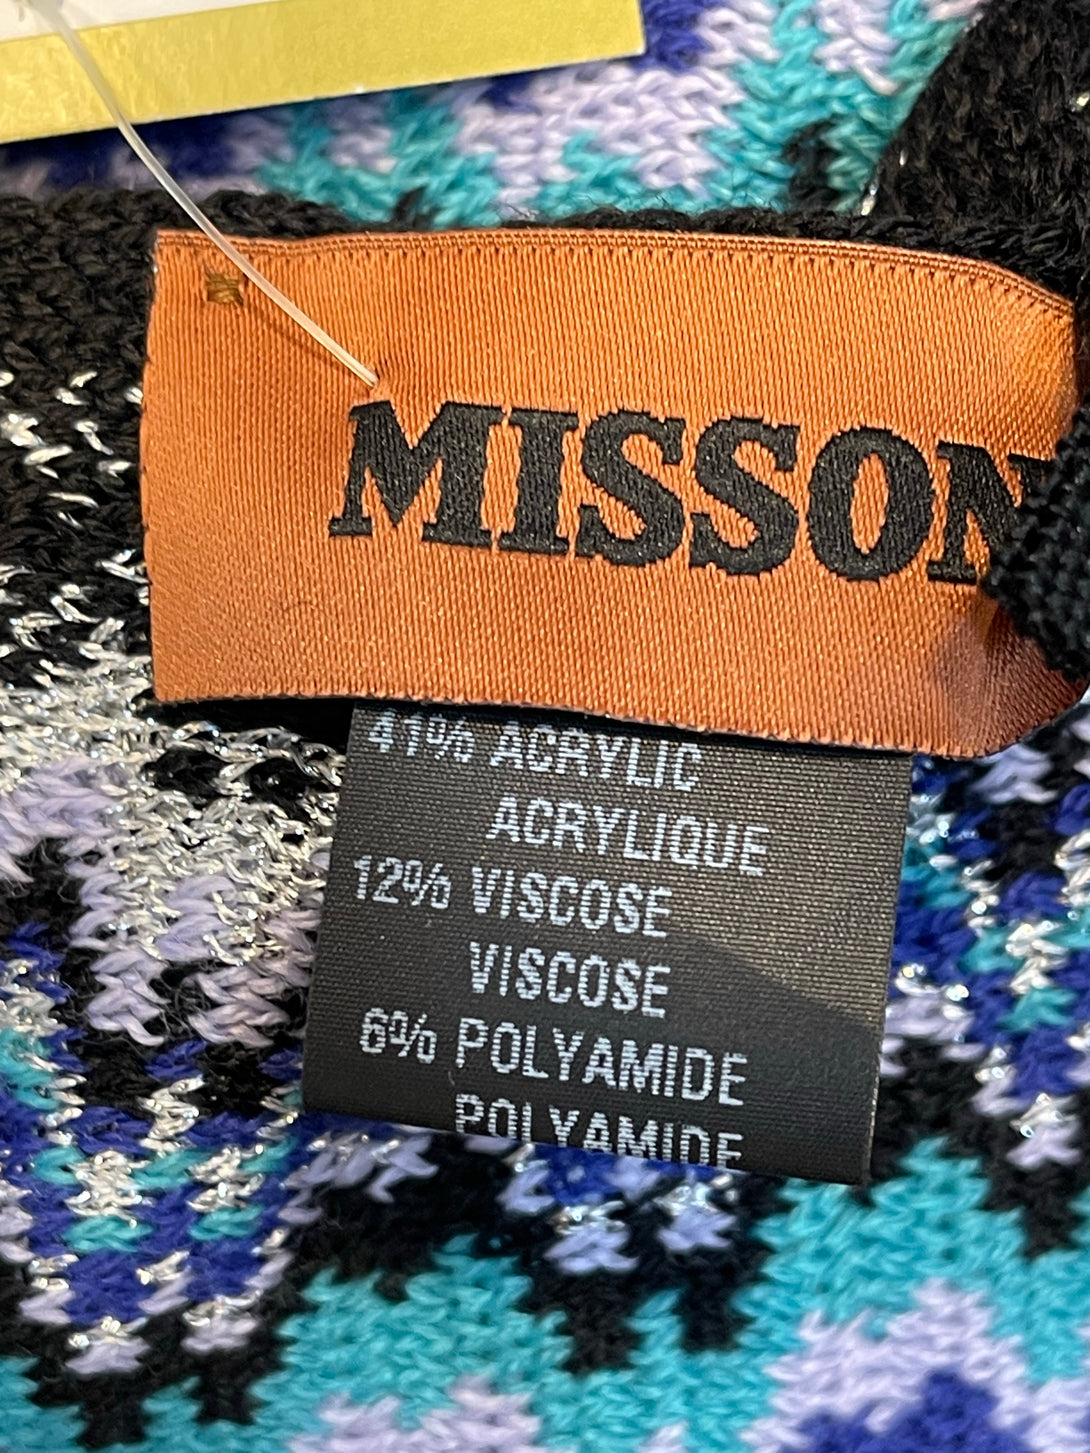 MISSON
41% ACRYLIC
ACRYLIQUE
12% VISCOSE
VISCOSE
6% POLYAMIDE
POLYAMIDE